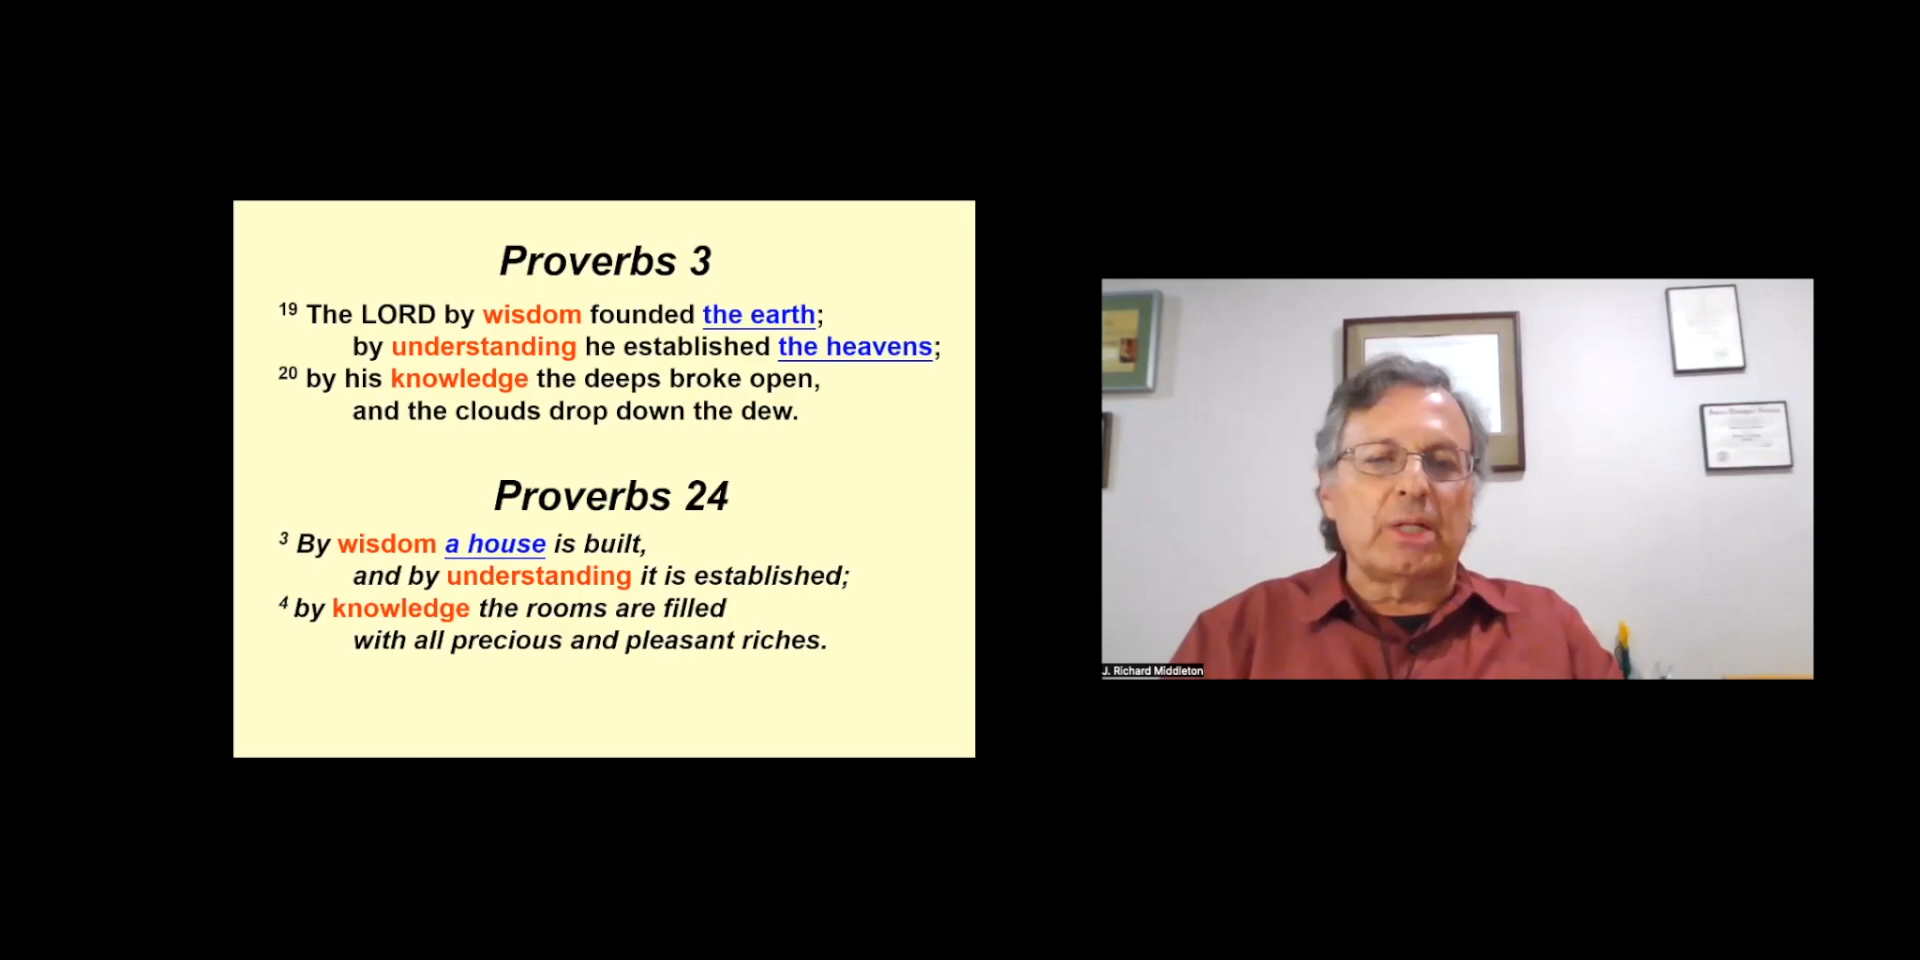 Proverbs 3
19 The LORD by wisdom founded the earth;
by understanding he established the heavens;
20 by his knowledge the deeps broke open,
and the clouds drop down the dew.
Proverbs 24
3 By wisdom a house is built,
and by understanding it is established;
4 by knowledge the rooms are filled
with all precious and pleasant riches.
J. Richard Middleton